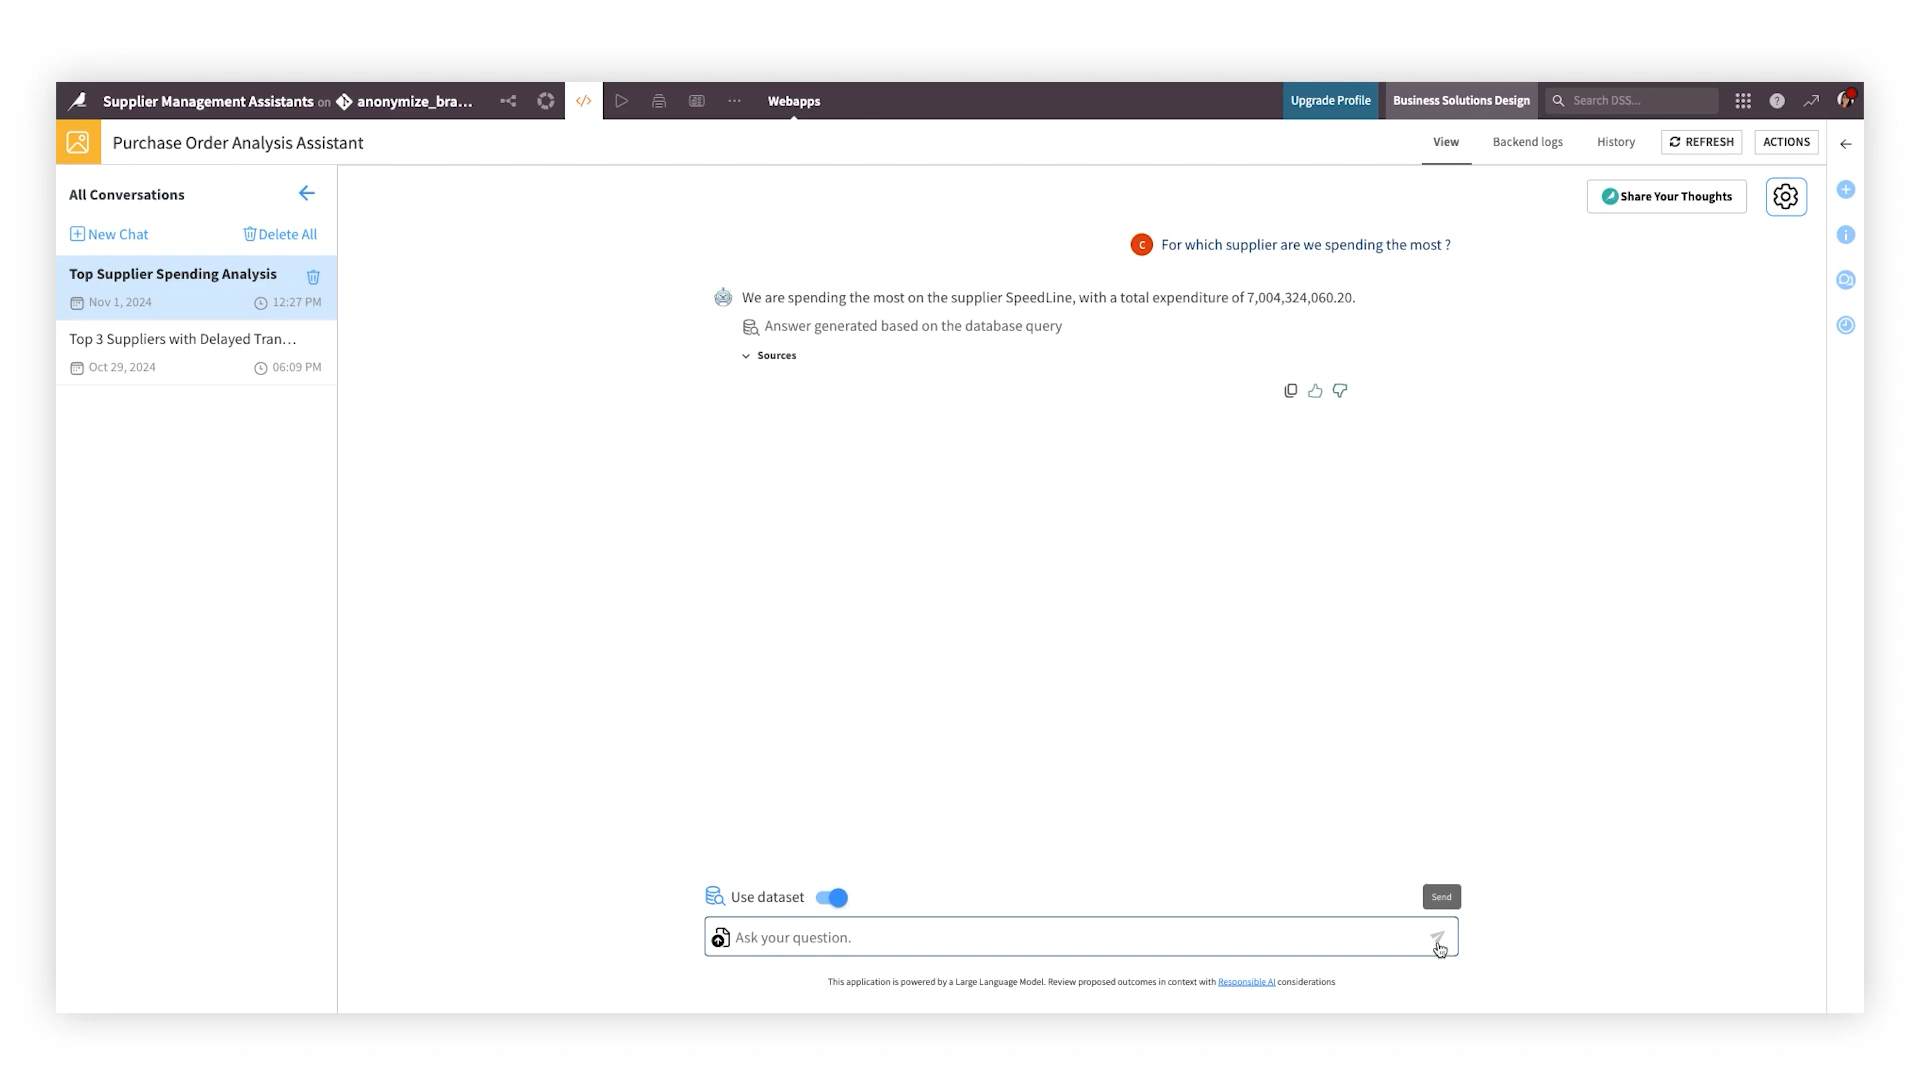 Supplier Management Assistants on anonymize_bra... Webapps Upgrade Profile Business Solutions Design Search DSS...
Purchase Order Analysis Assistant View Backend logs History REFRESH ACTIONS
All Conversations
New Chat Delete All
Top Supplier Spending Analysis
Nov 1, 2024 12:27 PM
Top 3 Suppliers with Delayed Tran...
Oct 29, 2024 06:09 PM
Share Your Thoughts
C For which supplier are we spending the most ?
We are spending the most on the supplier SpeedLine, with a total expenditure of 7,004,324,060.20.
Answer generated based on the database query
Sources
Use dataset Send
Ask your question.
This application is powered by a Large Language Model. Review proposed outcomes in context with Responsible AI considerations